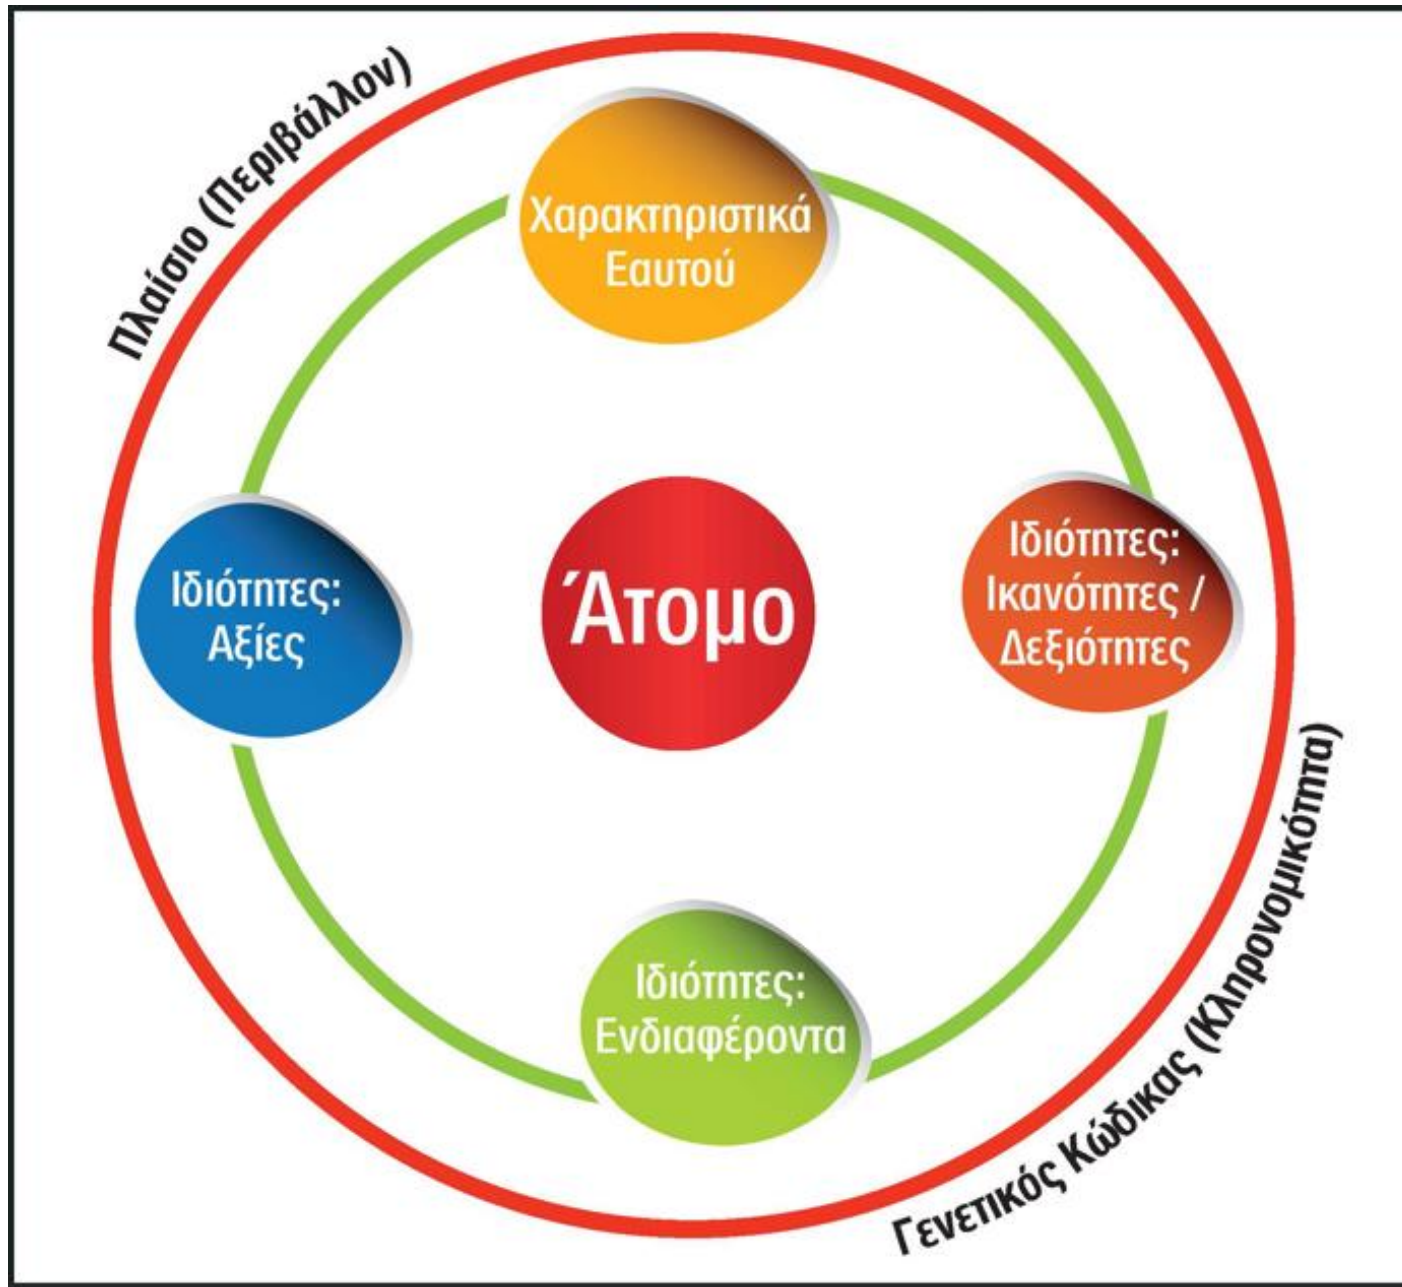 Πλαίσιο (Περιβάλλον)
Χαρακτηριστικά
Εαυτού
Ιδιότητες:
Αξίες
Άτομο
Ιδιότητες:
Ικανότητες /
Δεξιότητες
Ιδιότητες:
Ενδιαφέροντα
Γενετικός Κώδικας (Κληρονομικότητα)